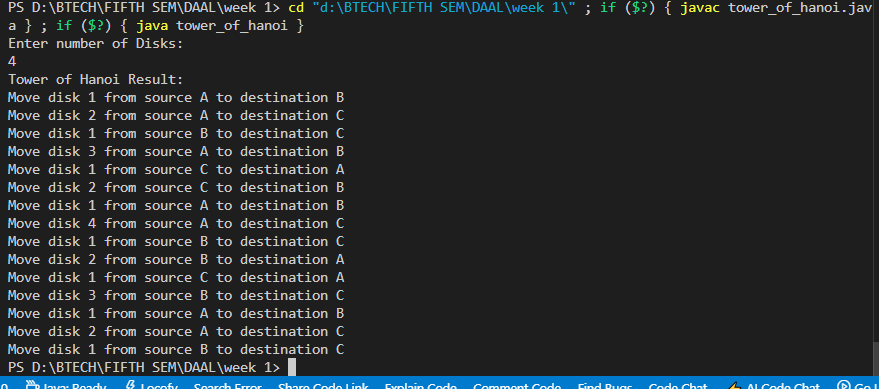 PS D:\BTECH\FIFTH SEM\DAAL\week 1> cd "d:\BTECH\FIFTH SEM\DAAL\week 1\" ; if ($?) { javac tower_of_hanoi.jav
a } ; if ($?) { java tower_of_hanoi }
Enter number of Disks:
4
Tower of Hanoi Result:
Move disk 1 from source A to destination B
Move disk 2 from source A to destination C
Move disk 1 from source B to destination C
Move disk 3 from source A to destination B
Move disk 1 from source C to destination A
Move disk 2 from source C to destination B
Move disk 1 from source A to destination B
Move disk 4 from source A to destination C
Move disk 1 from source B to destination C
Move disk 2 from source B to destination A
Move disk 1 from source C to destination A
Move disk 3 from source B to destination C
Move disk 1 from source A to destination B
Move disk 2 from source A to destination C
Move disk 1 from source B to destination C
PS D:\BTECH\FIFTH SEM\DAAL\week 1>
0 Java: Ready Locofy Search Error Share Code Link Explain Code Comment Code Find Bugs Code Chat AI Code Chat Go